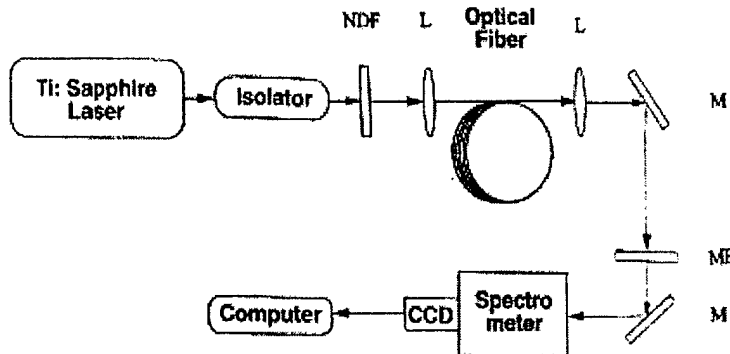 NDF L Optical Fiber L
Ti: Sapphire Laser
Isolator
M
MF
Computer
CCD
Spectro meter
M